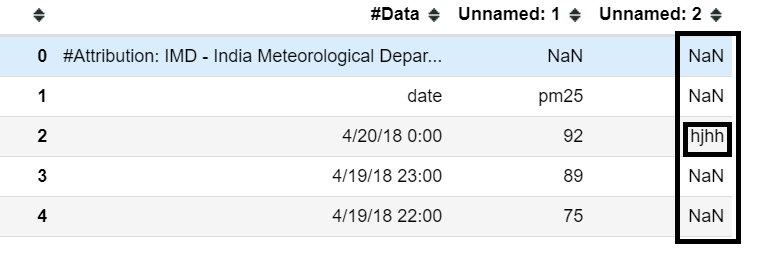 #Data Unnamed: 1 Unnamed: 2
0 #Attribution: IMD - India Meteorological Depar... NaN NaN
1 date pm25 NaN
2 4/20/18 0:00 92 hjhh
3 4/19/18 23:00 89 NaN
4 4/19/18 22:00 75 NaN